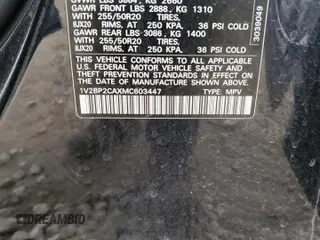 GVWR LBS 5864, KG 2660
GAWR FRONT LBS 2888, KG 1310
WITH 255/50R20 TIRES,
8JX20 RIMS, AT 250 KPA, 36 PSI COLD
GAWR REAR LBS 3086, KG 1400
WITH 255/50R20 TIRES,
8JX20 RIMS, AT 250 KPA, 36 PSI COLD
THIS VEHICLE CONFORMS TO ALL APPLICABLE
U.S. FEDERAL MOTOR VEHICLE SAFETY
STANDARDS IN EFFECT ON THE
DATE OF MANUFACTURE SHOWN ABOVE.
1V2BP2CAXMC603447 TYPE: MPV
3039049
DREAMBID